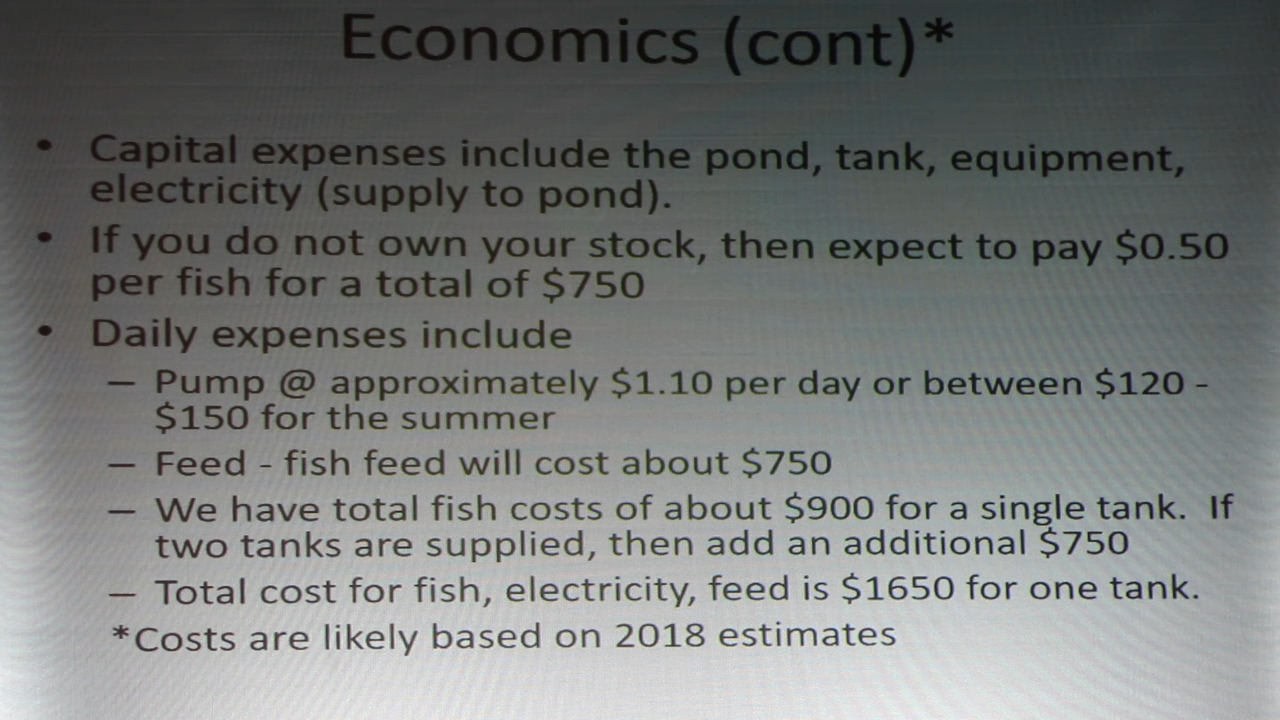 Economics (cont)*
• Capital expenses include the pond, tank, equipment,
electricity (supply to pond).
• If you do not own your stock, then expect to pay $0.50
per fish for a total of $750
• Daily expenses include
– Pump @ approximately $1.10 per day or between $120 -
$150 for the summer
– Feed - fish feed will cost about $750
– We have total fish costs of about $900 for a single tank. If
two tanks are supplied, then add an additional $750
– Total cost for fish, electricity, feed is $1650 for one tank.
*Costs are likely based on 2018 estimates